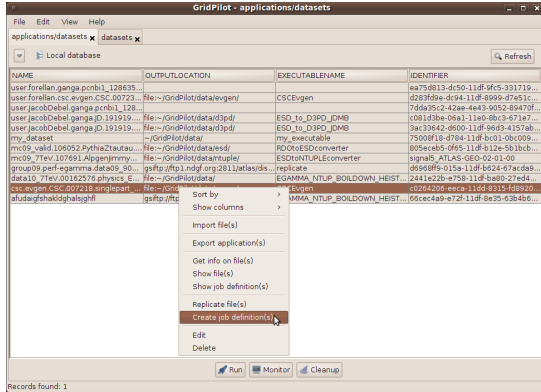 GridPilot - applications/datasets
File Edit View Help
applications/datasets x datasets x
Local database Refresh
NAME OUTPUTLOCATION EXECUTABLENAME IDENTIFIER
user.forellan.ganga.pcnbi1_128635... ea75d813-dc50-11df-9fc5-331719...
user.forellan.csc.evgen.CSC.00723... file:~/GridPilot/data/evgen/ CSCEvgen d283fd9e-dc94-11df-8999-d7e51c...
user.JacobDebel.ganga.pcnbi1_128... 7dda35c2-42ae-4e43-9052-89470f...
user.JacobDebel.ganga.JD.191919.... file:~/GridPilot/data/d3pd/ ESD_to_D3PD_JDMB c081d3be-06a1-11e0-8bc3-671e7...
user.JacobDebel.ganga.JD.191919.... file:~/GridPilot/data/d3pd/ ESD_to_D3PD_JDMB 3ac33642-d600-11df-96d3-4157ab...
my_dataset ~/GridPilot/data/ my_executable 75008f18-d784-11df-bc01-0bc009...
mc09_valid.106052.PythiaZtautau.... file:~/GridPilot/data/esd/ RDOtoESDconverter 805eceb5-0f65-11df-b12e-5b1bcb...
mc09_7TeV.107691.AlpgenJimmy... file:~/GridPilot/data/ntuple/ ESDtoNTUPLEconverter signal5_ATLAS-GEO-02-01-00
group09.perf-egamma.data09_90... gsiftp://ftp1.ndgf.org:2811/atlas/dis... replicate d6968ff9-015a-11df-b624-67acda9...
data10_7TeV.00162576.physics_E... file:~/GridPilot/data/ EGAMMA_NTUP_BOILDOWN_HEIST... 2441e22b-e758-11df-ba80-27ed4...
csc.evgen.CSC.007218.singlepart_... file:~/GridPilot/data/ CSCEvgen c0264206-eeca-11dd-8315-fd8920...
afudaigfshakldghalsjghfl gsiftp://ftp EGAMMA_NTUP_BOILDOWN_HEIST... 66cec4a9-e72f-11df-8e35-63b4b6...
Sort by
Show columns
Import file(s)
Export application(s)
Get info on file(s)
Show file(s)
Show job definition(s)
Replicate file(s)
Create job definition(s)
Edit
Delete
Run Monitor Cleanup
Records found: 1